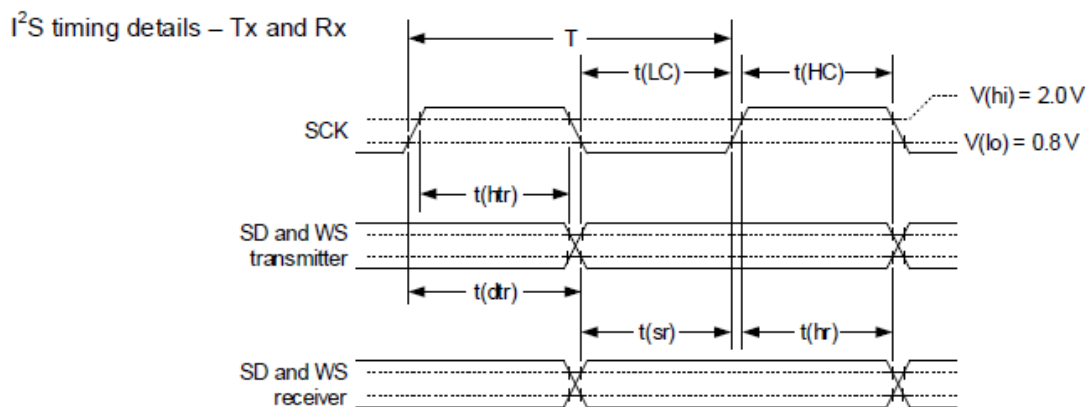 I²S timing details – Tx and Rx
T
t(LC)
t(HC)
V(hi) = 2.0 V
SCK
V(lo) = 0.8 V
t(htr)
SD and WS
transmitter
t(dtr)
t(sr)
t(hr)
SD and WS
receiver